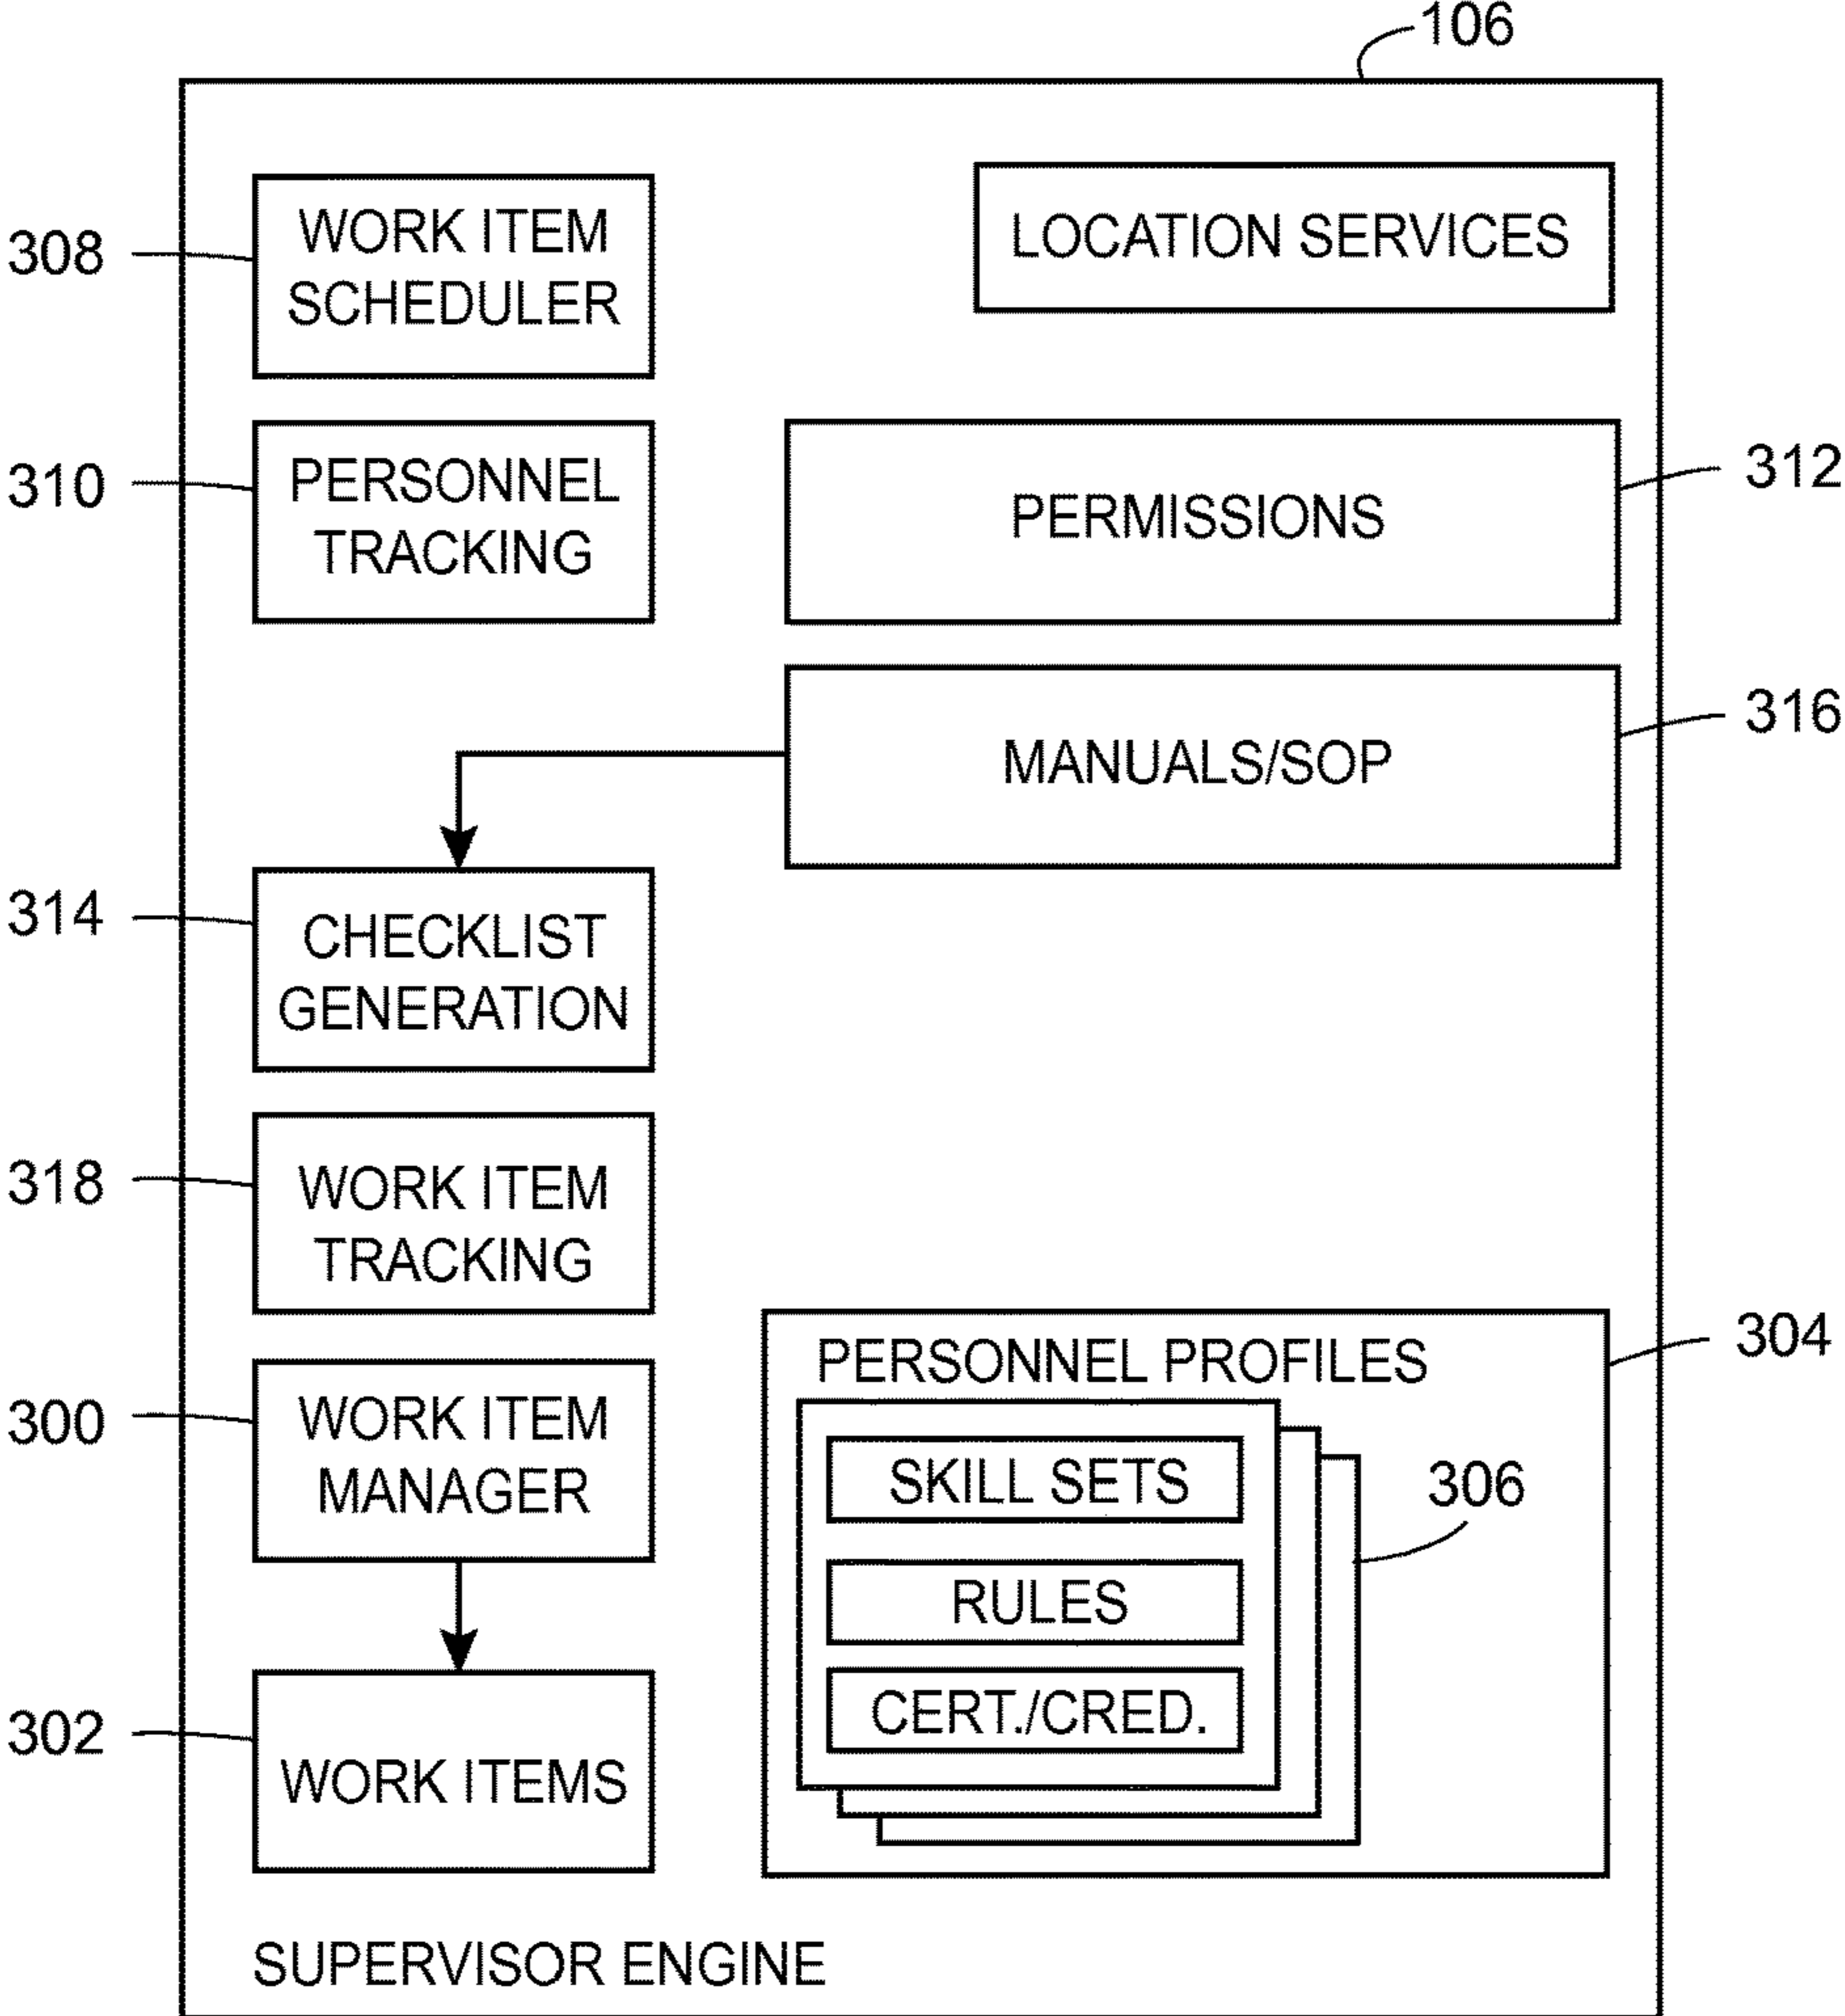 106
308
WORK ITEM
SCHEDULER
LOCATION SERVICES
310
PERSONNEL
TRACKING
PERMISSIONS
312
MANUALS/SOP
316
314
CHECKLIST
GENERATION
318
WORK ITEM
TRACKING
300
WORK ITEM
MANAGER
302
WORK ITEMS
PERSONNEL PROFILES
304
SKILL SETS
306
RULES
CERT./CRED.
SUPERVISOR ENGINE